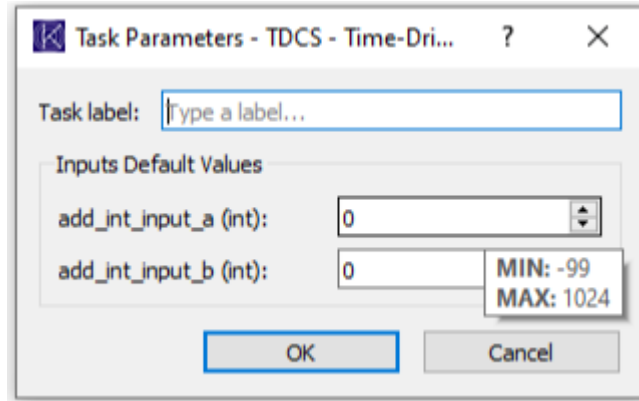 Task Parameters - TDCS - Time-Dri... ?
Task label: Type a label...
Inputs Default Values
add_int_input_a (int): 0
add_int_input_b (int): 0
MIN: -99
MAX: 1024
OK Cancel